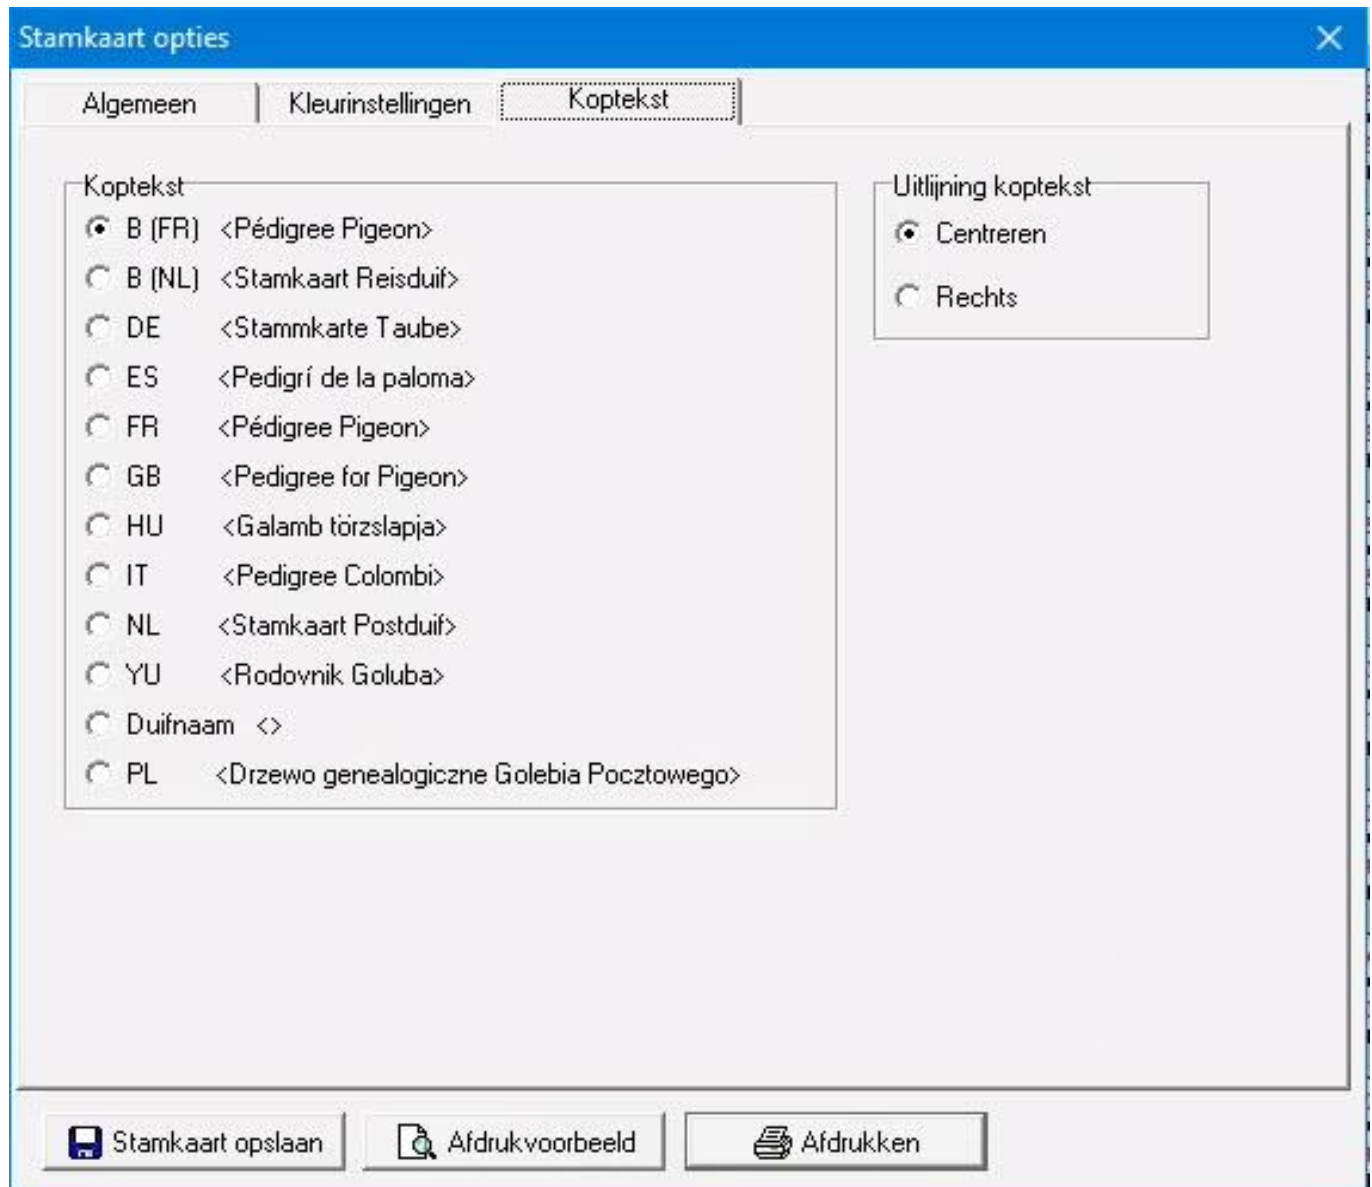 Stamkaart opties
Algemeen Kleurinstellingen Koptekst
Koptekst
B (FR) <Pédigree Pigeon>
B (NL) <Stamkaart Reisduif>
DE <Stammkarte Taube>
ES <Pedigrí de la paloma>
FR <Pédigree Pigeon>
GB <Pedigree for Pigeon>
HU <Galamb törzslapja>
IT <Pedigree Colombi>
NL <Stamkaart Postduif>
YU <Rodovnik Goluba>
Duifnaam <>
PL <Drzewo genealogiczne Golebia Pocztowego>
Uitlijning koptekst
Centreren
Rechts
Stamkaart opslaan Afdrukvoorbeeld Afdrukken